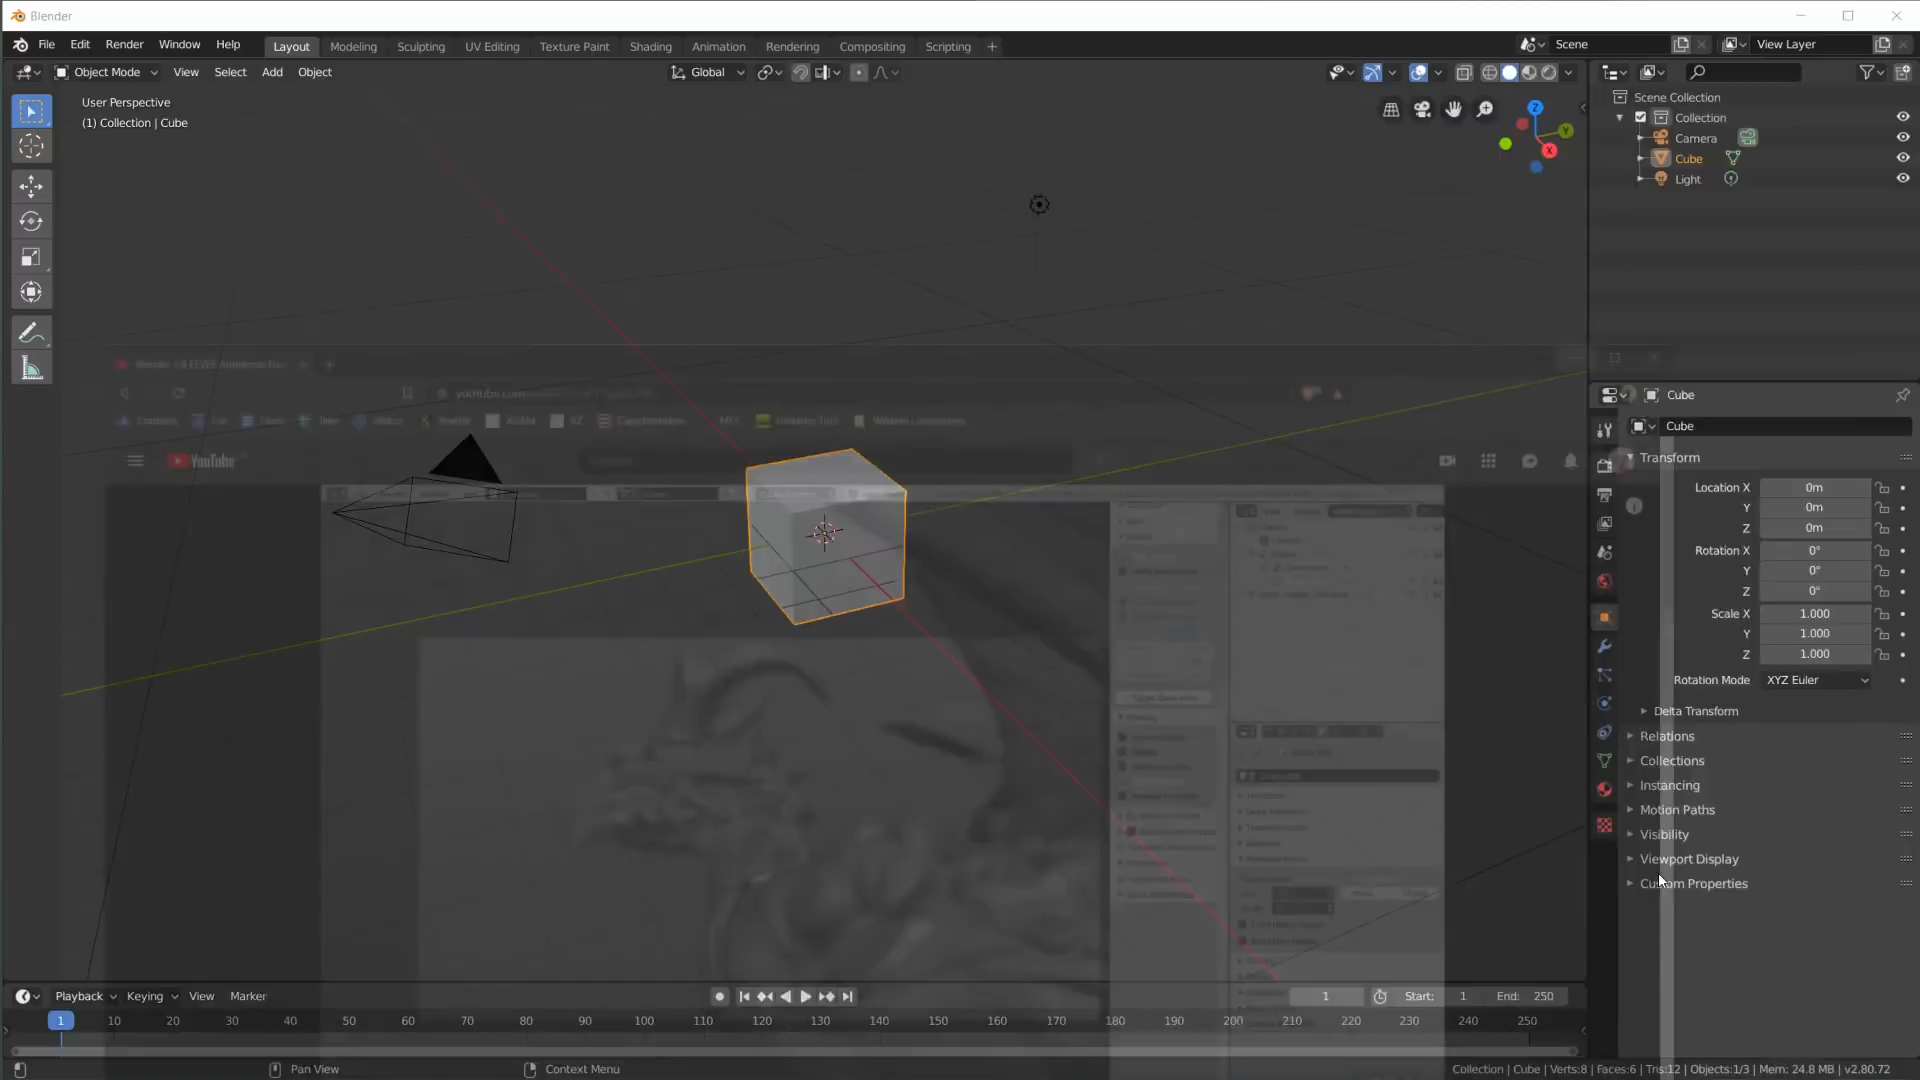 Blender
File Edit Render Window Help Layout Modeling Sculpting UV Editing Texture Paint Shading Animation Rendering Compositing Scripting + Scene View Layer
Object Mode View Select Add Object Global
User Perspective
(1) Collection | Cube
Z
Y
X
Scene Collection
Collection
Camera
Cube
Light
YouTube
Cube
Cube
Transform
Location X 0m
Y 0m
Z 0m
Rotation X 0°
Y 0°
Z 0°
Scale X 1.000
Y 1.000
Z 1.000
Rotation Mode XYZ Euler
Delta Transform
Relations
Collections
Instancing
Motion Paths
Visibility
Viewport Display
Custom Properties
Playback Keying View Marker 1 Start: 1 End: 250
1 10 20 30 40 50 60 70 80 90 100 110 120 130 140 150 160 170 180 190 200 210 220 230 240 250
Pan View Context Menu Collection | Cube | Verts:8 | Faces:6 | Tris:12 | Objects:1/3 | Mem: 24.8 MB | v2.80.72